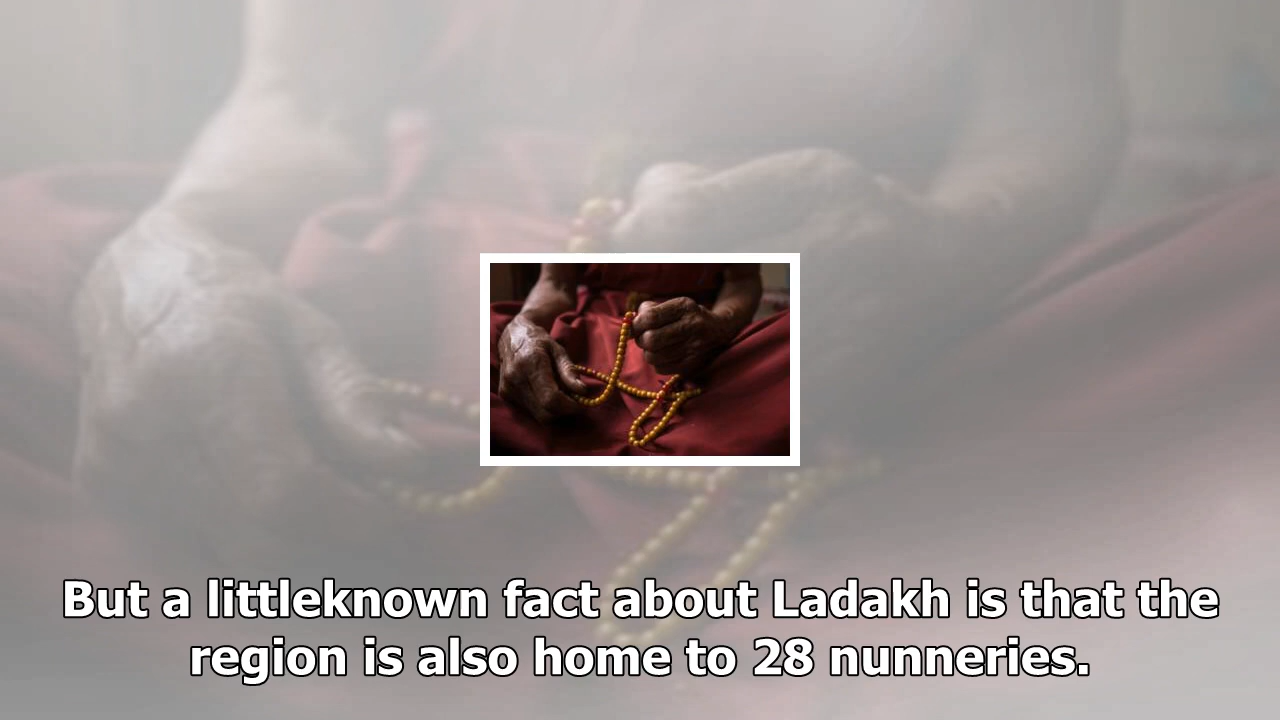 But a littleknown fact about Ladakh is that the
region is also home to 28 nunneries.